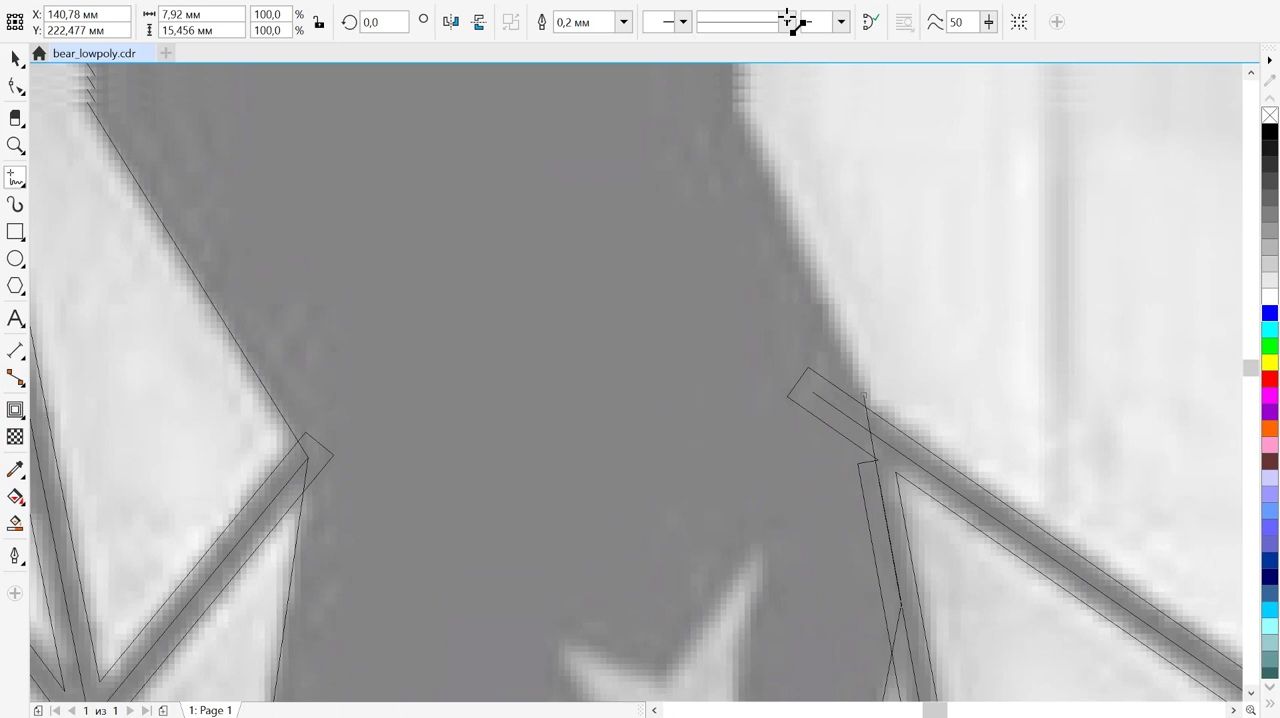 X: 140,78 мм 7,92 мм 100,0 %
Y: 222,477 мм 15,456 мм 100,0 %
0,0
0,2 мм
50
bear_lowpoly.cdr
1 из 1
1: Page 1